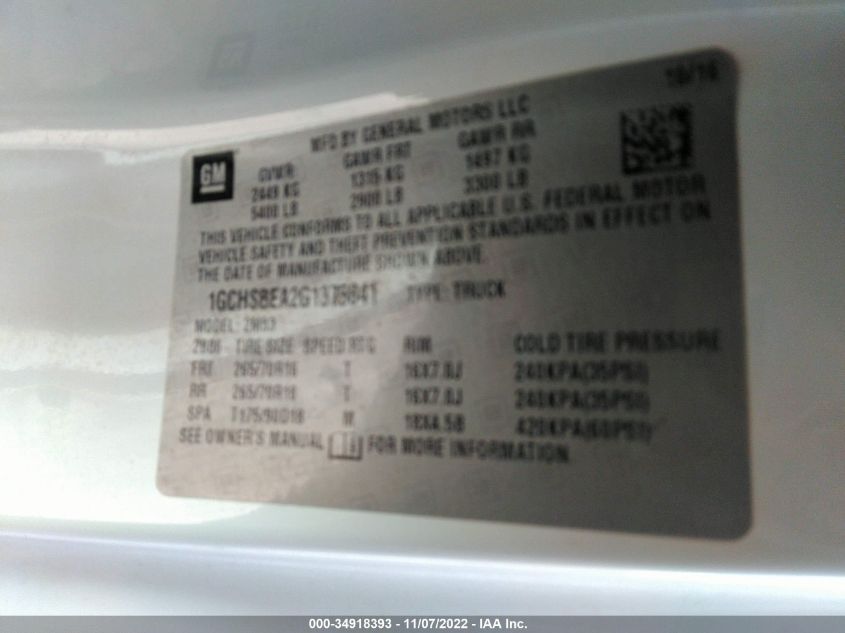 10/16
MFD BY GENERAL MOTORS LLC
GM
GVWR GAWR FRT GAWR RR
2449 KG 1315 KG 1497 KG
5400 LB 2900 LB 3300 LB
THIS VEHICLE CONFORMS TO ALL APPLICABLE U.S. FEDERAL MOTOR
VEHICLE SAFETY AND THEFT PREVENTION STANDARDS IN EFFECT ON
THE DATE OF MANUFACTURE SHOWN ABOVE.
TYPE: TRUCK
MODEL:
TIRE SIZE SPEED RTG RIM COLD TIRE PRESSURE
FRT 265/70R16 T 16X7.0J 240KPA(35PSI)
RR 265/70R16 T 16X7.0J 240KPA(35PSI)
SPA M 18X4.5B 420KPA(60PSI)
SEE OWNER'S MANUAL FOR MORE INFORMATION
000-34918393 - 11/07/2022 - IAA Inc.